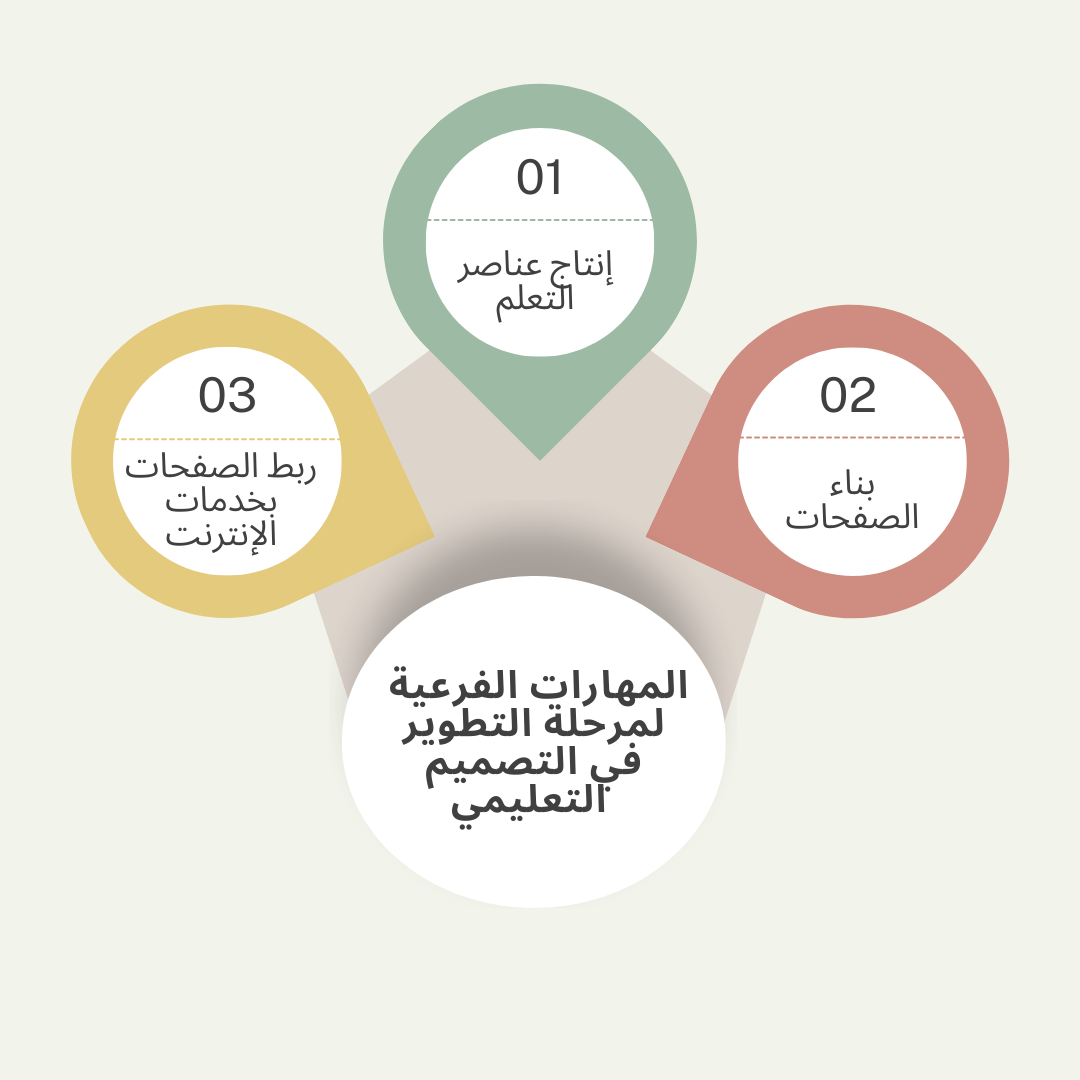 01
إنتاج عناصر
التعلم
02
بناء
الصفحات
03
ربط الصفحات
بخدمات
الإنترنت
المهارات الفرعية
لمرحلة التطوير
في التصميم
التعليمي